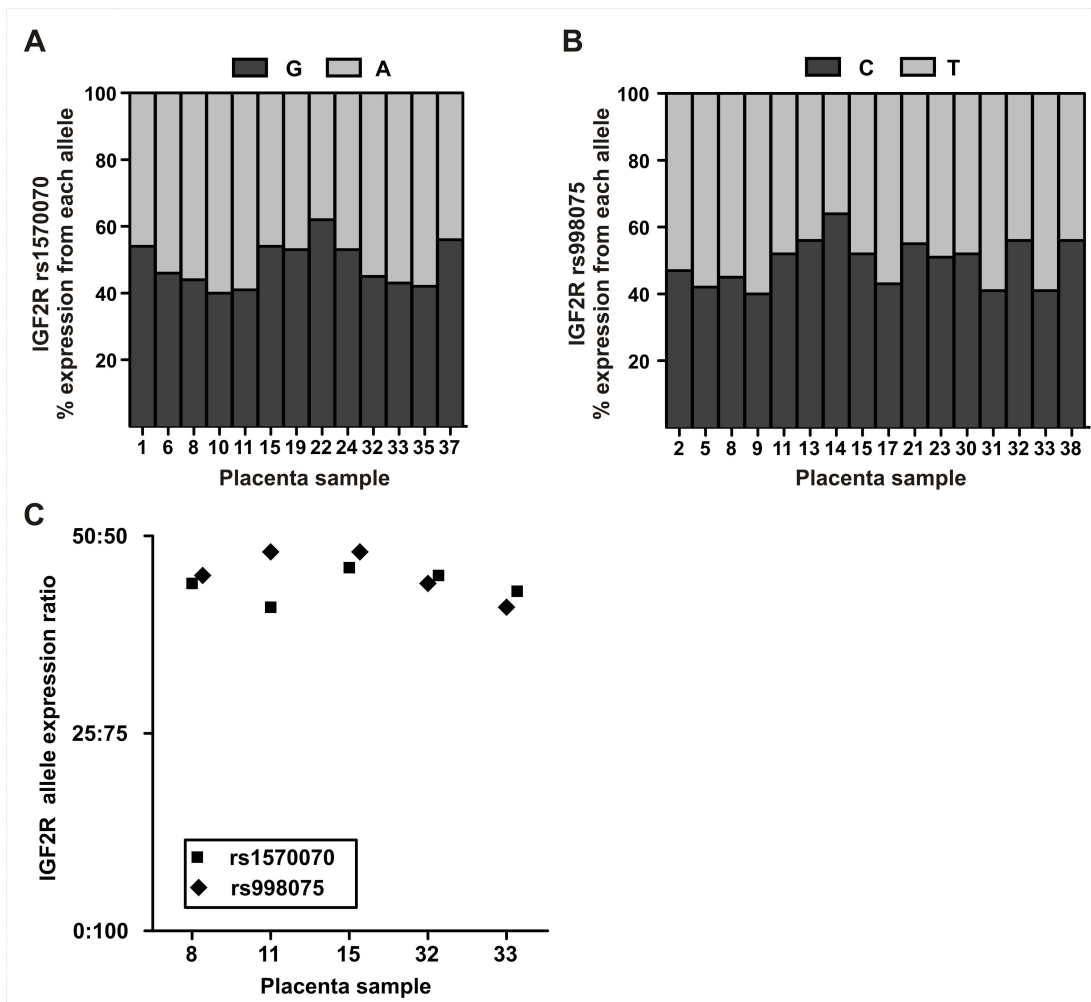 A
G A
IGF2R rs1570070
% expression from each allele
100
80
60
40
20
1 6 8 10 11 15 19 22 24 32 33 35 37
Placenta sample
B
C T
IGF2R rs998075
% expression from each allele
100
80
60
40
20
2 5 8 9 11 13 14 15 17 21 23 30 31 32 33 38
Placenta sample
C
IGF2R allele expression ratio
50:50
25:75
0:100
rs1570070
rs998075
8 11 15 32 33
Placenta sample